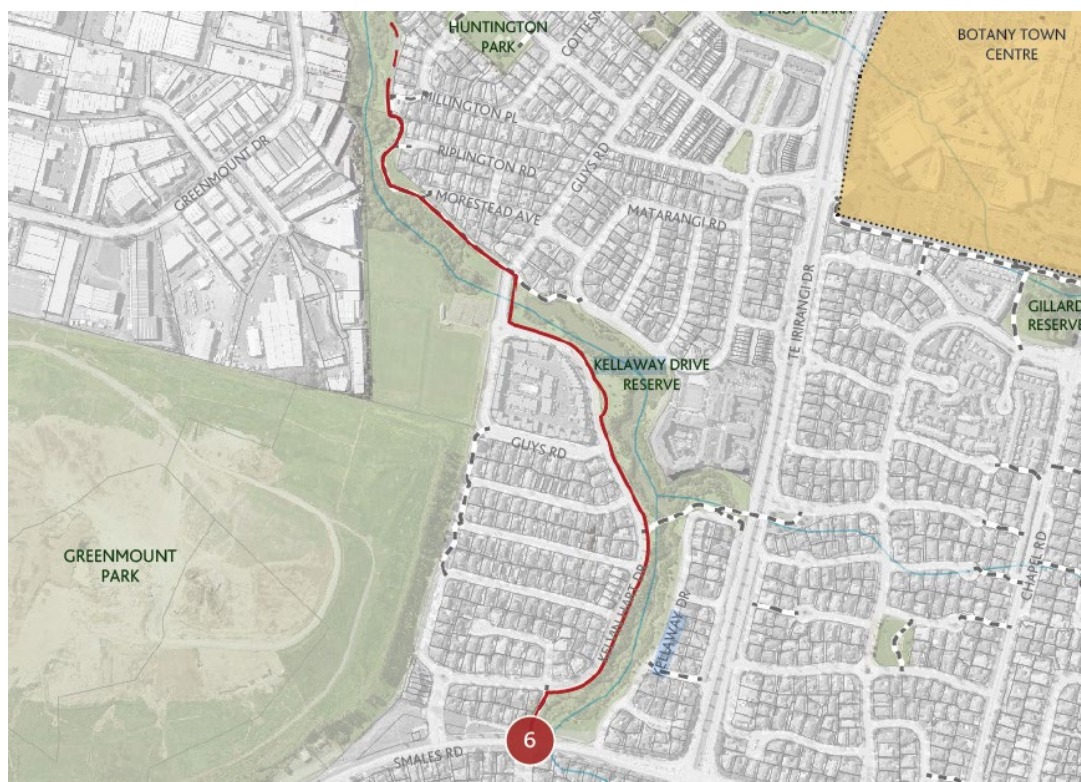 HUNTINGTON
PARK
COTTESM
BOTANY TOWN
CENTRE
MILLINGTON PL
GREENMOUNT DR
RIPLINGTON RD
GUYS RD
MORESTEAD AVE
MATARANGI RD
TE IRIRANGI DR
GILLARD
RESERVE
KELLAWAY DRIVE
RESERVE
GUYS RD
GREENMOUNT
PARK
CHAPEL RD
KELLAWAY DR
6
SMALES RD